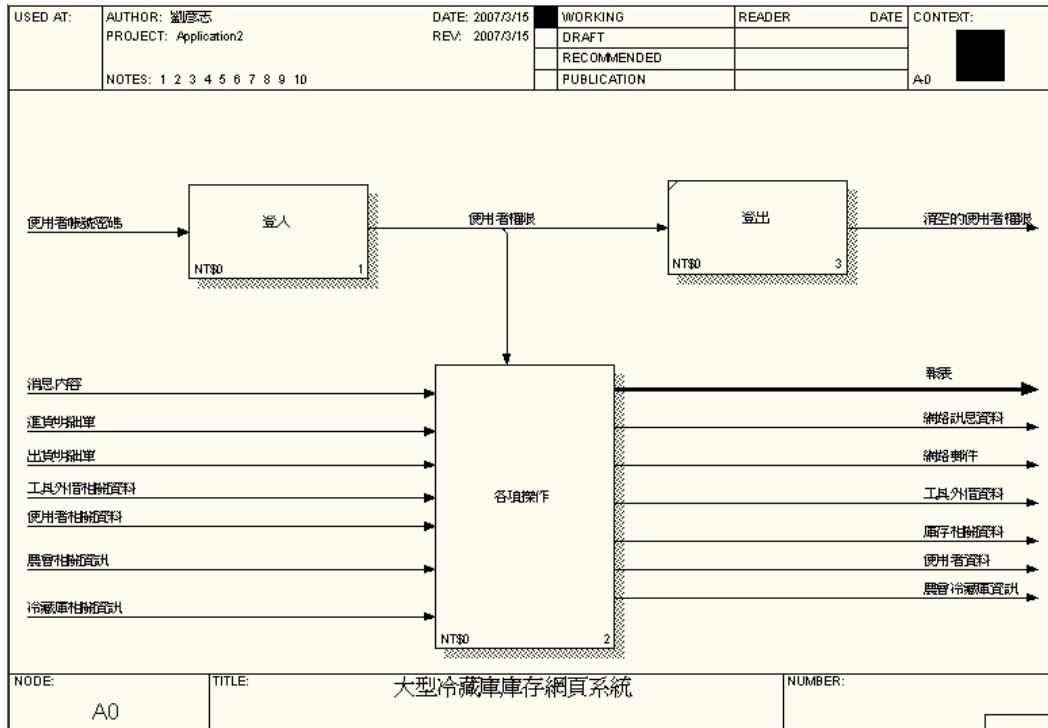 USED AT:
AUTHOR: 劉彥志
DATE: 2007/3/15
WORKING
READER
DATE
CONTEXT:
PROJECT: Application2
REV: 2007/3/15
DRAFT
RECOMMENDED
NOTES: 1 2 3 4 5 6 7 8 9 10
PUBLICATION
A-0
使用者帳號密碼
登入
NT$0
1
使用者權限
登出
NT$0
3
清空的使用者權限
消息內容
進貨明細單
出貨明細單
工具外借相關資料
使用者相關資料
農會相關資訊
冷藏庫相關資訊
各項操作
NT$0
2
報表
網路訊息資料
網路郵件
工具外借資料
庫存相關資料
使用者資料
農會冷藏庫資訊
NODE:
A0
TITLE:
大型冷藏庫庫存網頁系統
NUMBER: